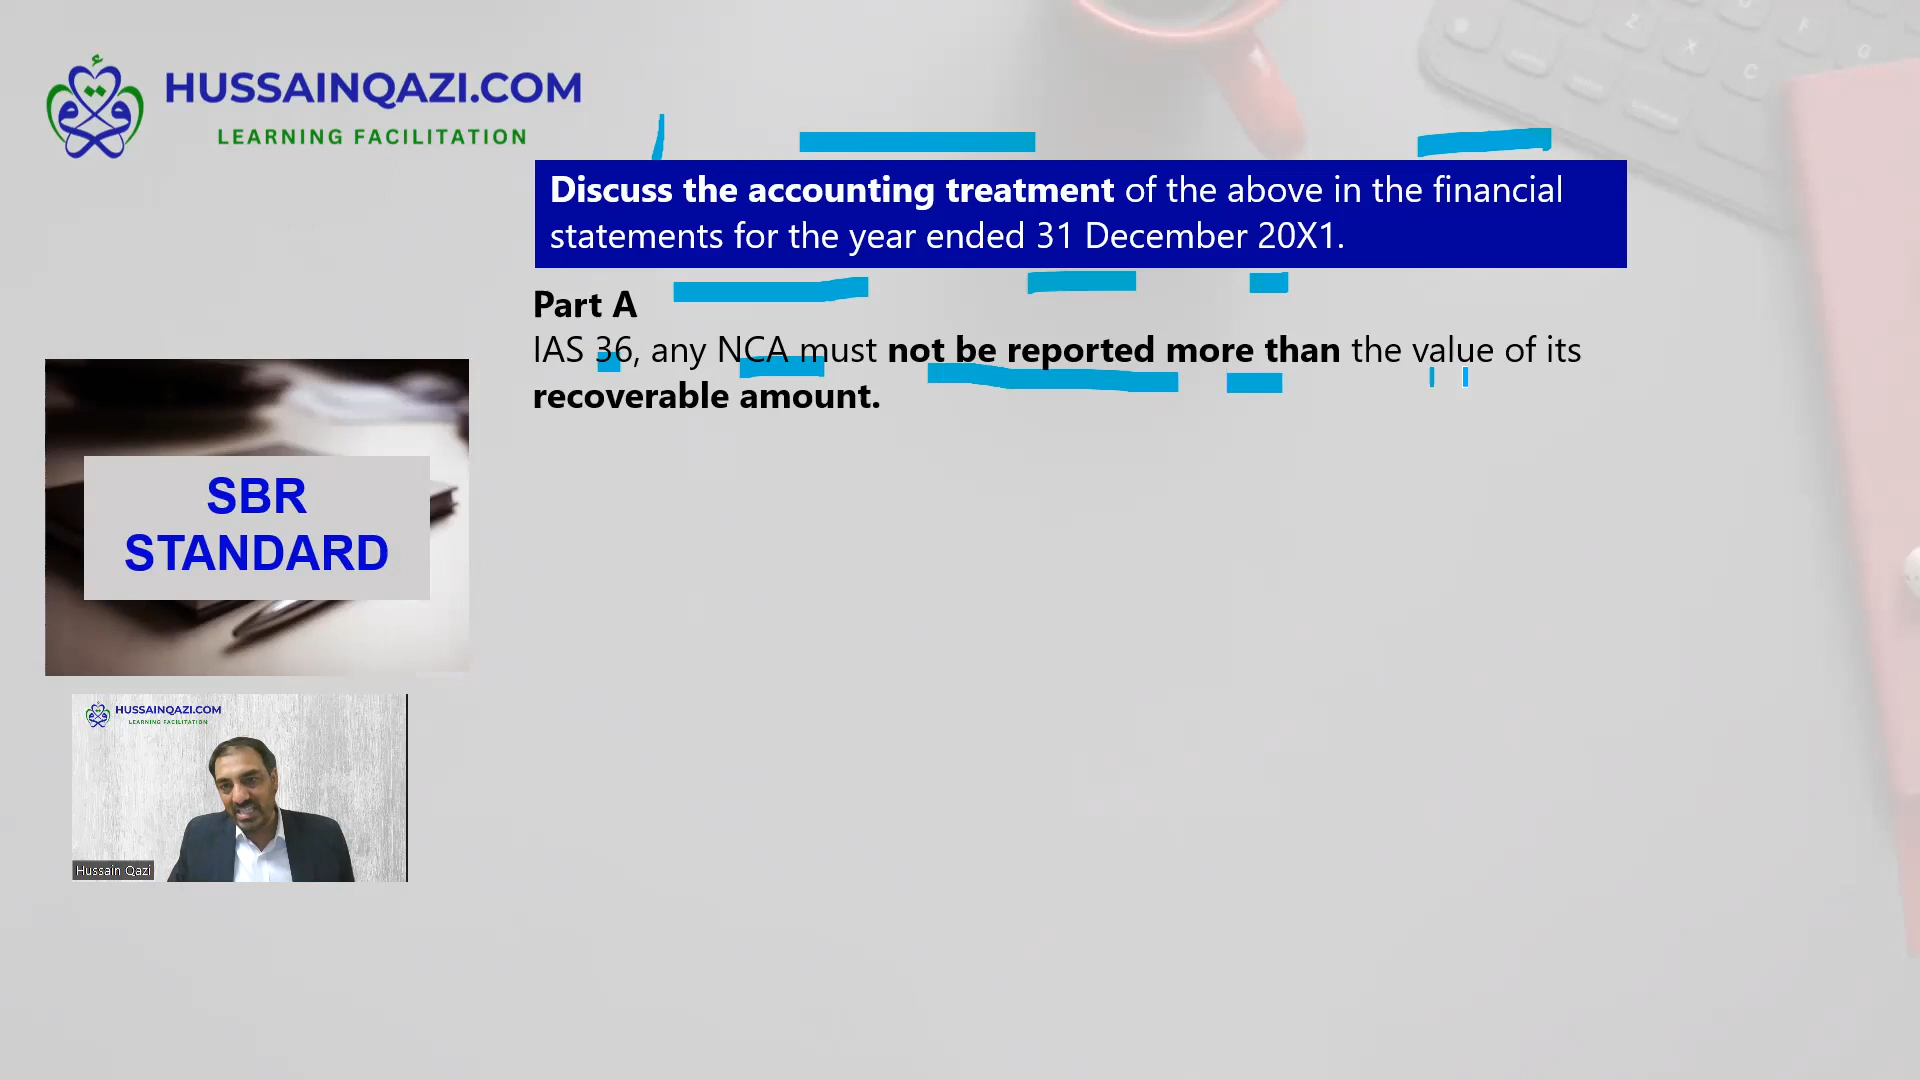 HUSSAINQAZI.COM
LEARNING FACILITATION
Discuss the accounting treatment of the above in the financial
statements for the year ended 31 December 20X1.
Part A
IAS 36, any NCA must not be reported more than the value of its
recoverable amount.
SBR
STANDARD
HUSSAINQAZI.COM
LEARNING FACILITATION
Hussain Qazi